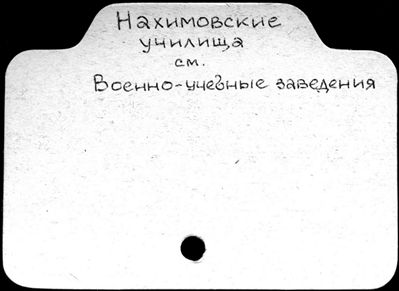 Нахимовские
училища
см.
Военно-учебные заведения